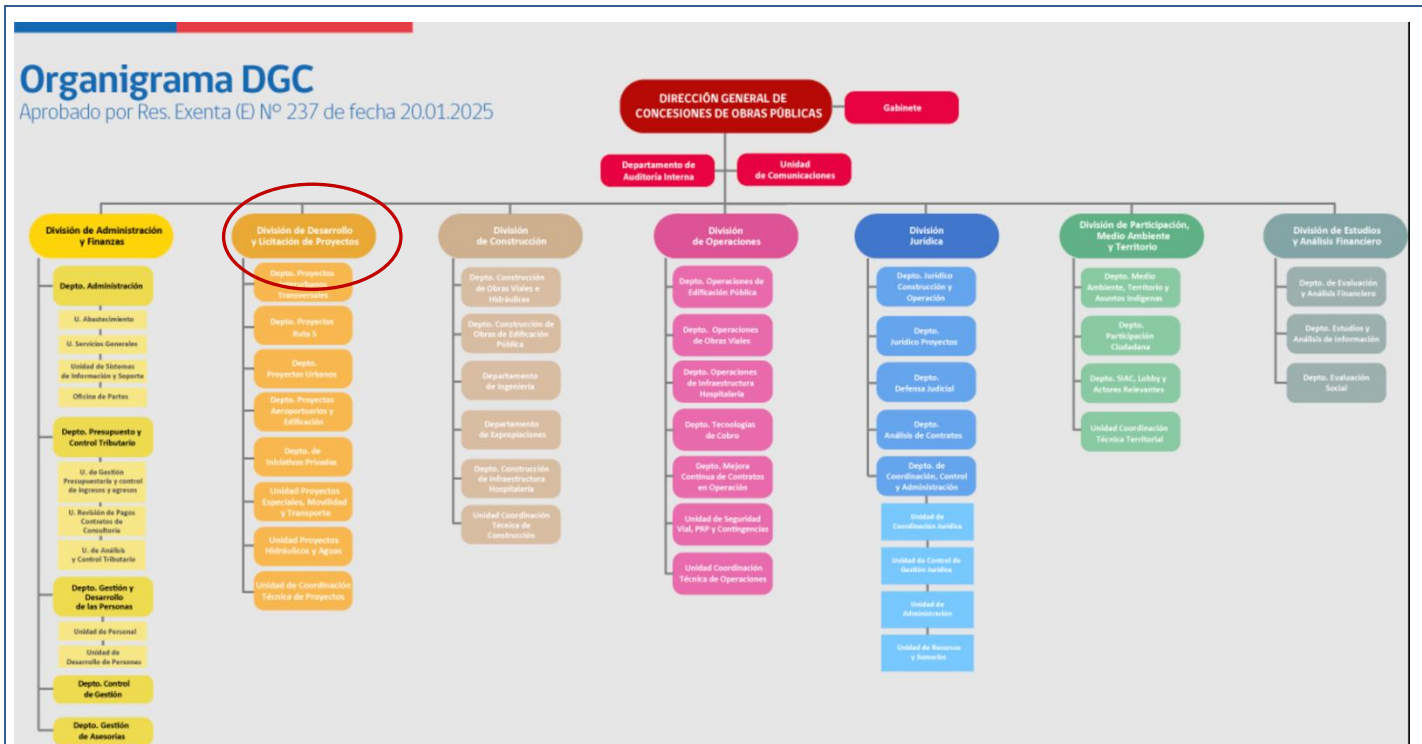 Organigrama DGC
Aprobado por Res. Exenta (E) Nº 237 de fecha 20.01.2025
DIRECCIÓN GENERAL DE
CONCESIONES DE OBRAS PÚBLICAS
Gabinete
Departamento de
Auditoría Interna
Unidad
de Comunicaciones
División de Administración
y Finanzas
Depto. Administración
U. Abastecimiento
U. Servicios Generales
Unidad de Sistemas
de Información y Soporte
Oficina de Partes
Depto. Presupuesto y
Control Tributario
U. de Gestión
Presupuestaria y control
de ingresos y egresos
U. Revisión de Pagos
Contratos de
Consultoría
U. de Análisis
y Control Tributario
Depto. Gestión y
Desarrollo
de las Personas
Unidad de Personal
Unidad de
Desarrollo de Personas
Depto. Control
de Gestión
Depto. Gestión
de Asesorías
División de Desarrollo
y Licitación de Proyectos
Depto. Proyectos
Interurbanos
Transversales
Depto. Proyectos
Ruta 5
Depto.
Proyectos Urbanos
Depto. Proyectos
Aeroportuarios y
Edificación
Depto. de
Iniciativas Privadas
Unidad Proyectos
Especiales, Movilidad
y Transporte
Unidad Proyectos
Hidráulicos y Aguas
Unidad de Coordinación
Técnica de Proyectos
División
de Construcción
Depto. Construcción
de Obras Viales e
Hidráulicas
Depto. Construcción de
Obras de Edificación
Pública
Departamento
de Ingeniería
Departamento
de Expropiaciones
Depto. Construcción
de Infraestructura
Hospitalaria
Unidad Coordinación
Técnica de
Construcción
División
de Operaciones
Depto. Operaciones de
Edificación Pública
Depto. Operaciones
de Obras Viales
Depto. Operaciones
de Infraestructura
Hospitalaria
Depto. Tecnologías
de Cobro
Depto. Mejora
Continua de Contratos
en Operación
Unidad de Seguridad
Vial, PRP y Contingencias
Unidad Coordinación
Técnica de Operaciones
División
Jurídica
Depto. Jurídico
Construcción y
Operación
Depto.
Jurídico Proyectos
Depto.
Defensa Judicial
Depto.
Análisis de Contratos
Depto. de
Coordinación, Control
y Administración
Unidad de
Coordinación Jurídica
Unidad de Control de
Gestión Jurídica
Unidad de
Administración
Unidad de Recursos
y Sumarios
División de Participación,
Medio Ambiente
y Territorio
Depto. Medio
Ambiente, Territorio y
Asuntos Indígenas
Depto.
Participación
Ciudadana
Depto. SIAC, Lobby y
Actores Relevantes
Unidad Coordinación
Técnica Territorial
División de Estudios
y Análisis Financiero
Depto. de Evaluación
y Análisis Financiero
Depto. Estudios y
Análisis de Información
Depto. Evaluación
Social